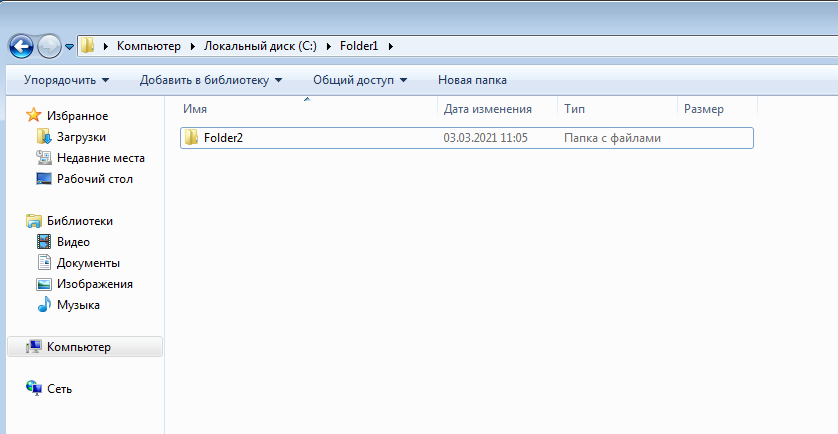 Компьютер Локальный диск (C:) Folder1
Упорядочить Добавить в библиотеку Общий доступ Новая папка
Имя Дата изменения Тип Размер
Folder2 03.03.2021 11:05 Папка с файлами
Избранное
Загрузки
Недавние места
Рабочий стол
Библиотеки
Видео
Документы
Изображения
Музыка
Компьютер
Сеть